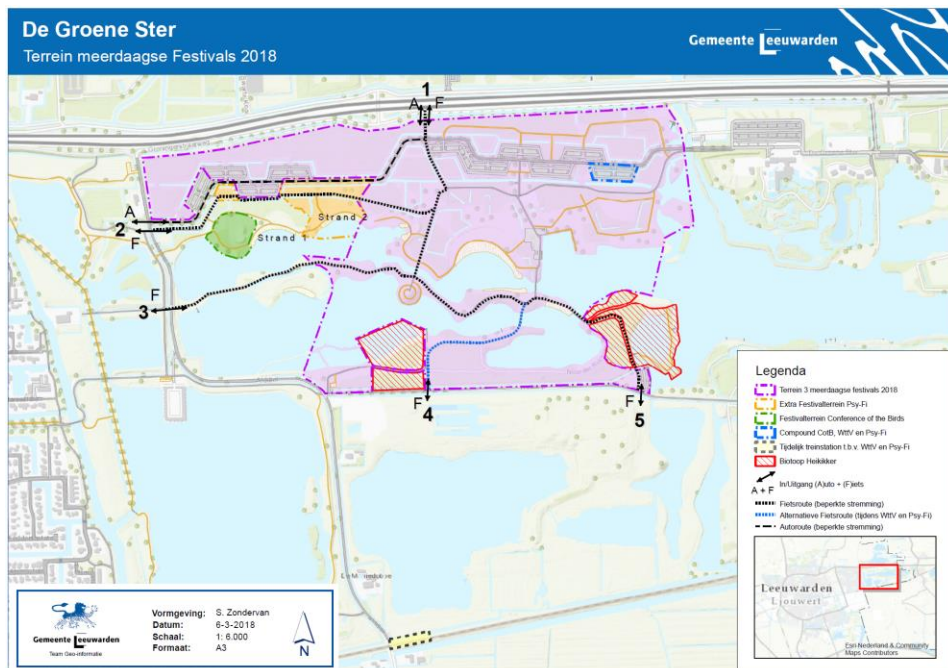 De Groene Ster
Terrein meerdaagse Festivals 2018
Gemeente Leeuwarden
1
A F
A
2
F
Strand 2
Strand 1
F
3
F
4
F
5
Legenda
Terrein 3 meerdaagse festivals 2018
Extra Festivalterrein Psy-Fi
Festivalterrein Conference of the Birds
Compound CotB, WttV en Psy-Fi
Tijdelijk treinstation t.b.v. WttV en Psy-Fi
Biotoop Heikikker
In/Uitgang (A)uto + (F)iets
A + F
Fietsroute (beperkte stremming)
Alternatieve Fietsroute (tijdens WttV en Psy-Fi)
Autoroute (beperkte stremming)
Leeuwarden
Ljouwert
Esri Nederland & Community
Maps Contributors
Gemeente Leeuwarden
Team Geo-informatie
Vormgeving: S. Zondervan
Datum: 6-3-2018
Schaal: 1: 6.000
Formaat: A3
N